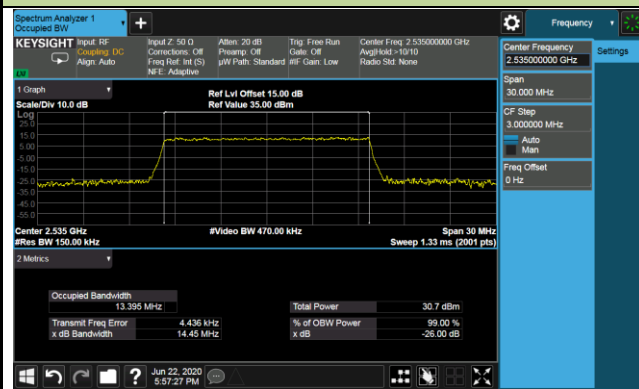 Spectrum Analyzer 1
Occupied BW
+
Frequency
KEYSIGHT
Input: RF
Coupling: DC
Align: Auto
Input Z: 50 Ω
Corrections: Off
Freq Ref: Int (S)
NFE: Adaptive
Atten: 20 dB
Preamp: Off
µW Path: Standard
Trig: Free Run
Gate: Off
#IF Gain: Low
Center Freq: 2.535000000 GHz
Avg|Hold:>10/10
Radio Std: None
Center Frequency
2.535000000 GHz
Settings
Span
30.000 MHz
CF Step
3.000000 MHz
Auto
Man
Freq Offset
0 Hz
1 Graph
Scale/Div 10.0 dB
Ref Lvl Offset 15.00 dB
Ref Value 35.00 dBm
Log
25.0
15.0
5.00
-5.00
-15.0
-25.0
-35.0
-45.0
-55.0
Center 2.535 GHz
#Res BW 150.00 kHz
#Video BW 470.00 kHz
Span 30 MHz
Sweep 1.33 ms (2001 pts)
2 Metrics
Occupied Bandwidth
13.395 MHz
Total Power
30.7 dBm
Transmit Freq Error
4.436 kHz
% of OBW Power
99.00 %
x dB Bandwidth
14.45 MHz
x dB
-26.00 dB
?
Jun 22, 2020
5:57:27 PM